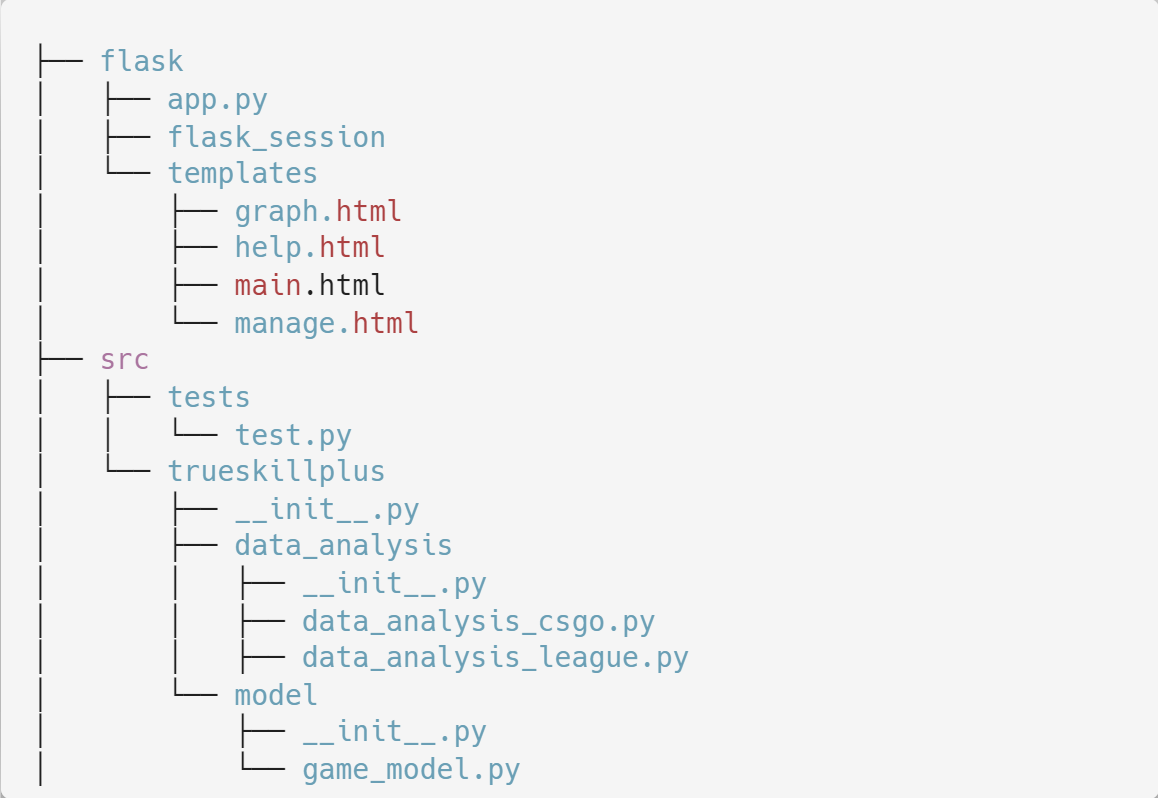 ├── flask
│   ├── app.py
│   ├── flask_session
│   └── templates
│       ├── graph.html
│       ├── help.html
│       ├── main.html
│       └── manage.html
├── src
│   ├── tests
│   │   └── test.py
│   └── trueskillplus
│       ├── __init__.py
│       ├── data_analysis
│       │   ├── __init__.py
│       │   ├── data_analysis_csgo.py
│       │   ├── data_analysis_league.py
│       └── model
│           ├── __init__.py
│           └── game_model.py